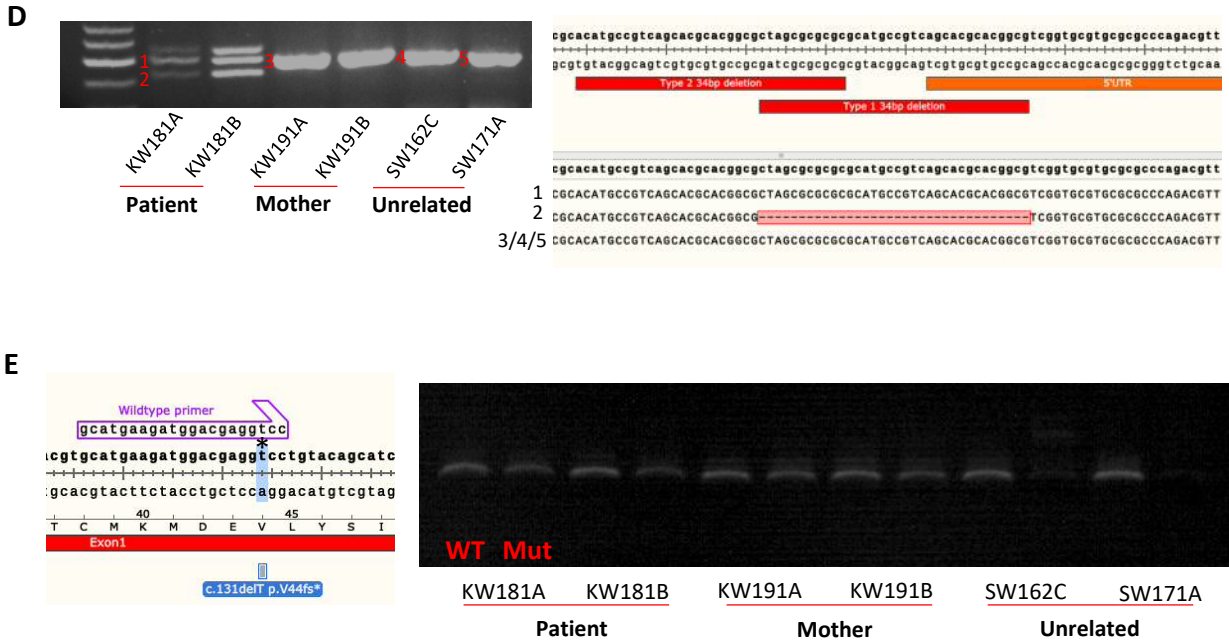 D
1
2
3
4
5
KW181A
KW181B
KW191A
KW191B
SW162C
SW171A
Patient
Mother
Unrelated
cgcacatgccgtcagcacgcacggcgctagcgcgcgcgcatgccgtcagcacgcacggcgtcggtgcgtgcgcgcccagacgtt
gcgtgtacggcagtcgtgcgtgccgcgatcgcgcgcgcgtacggcagtcgtgcgtgccgcagccacgcacgcgcgggtctgcaa
Type 2 34bp deletion
5'UTR
Type 1 34bp deletion
cgcacatgccgtcagcacgcacggcgctagcgcgcgcgcatgccgtcagcacgcacggcgtcggtgcgtgcgcgcccagacgtt
1 CGCACATGCCGTCAGCACGCACGGCGCTAGCGCGCGCGCATGCCGTCAGCACGCACGGCGTCGGTGCGTGCGCGCCCAGACGTT
2 CGCACATGCCGTCAGCACGCACGGCG----------------------------------TCGGTGCGTGCGCGCCCAGACGTT
3/4/5 CGCACATGCCGTCAGCACGCACGGCGCTAGCGCGCGCGCATGCCGTCAGCACGCACGGCGTCGGTGCGTGCGCGCCCAGACGTT
E
Wildtype primer
gcatgaagatggacgaggtcc
*
acgtgcatgaagatggacgaggtcctgtacagcatc
tgcacgtacttctacctgctccaggacatgtcgtag
40 45
T C M K M D E V L Y S I
Exon1
c.131delT p.V44fs*
WT Mut
KW181A KW181B KW191A KW191B SW162C SW171A
Patient Mother Unrelated